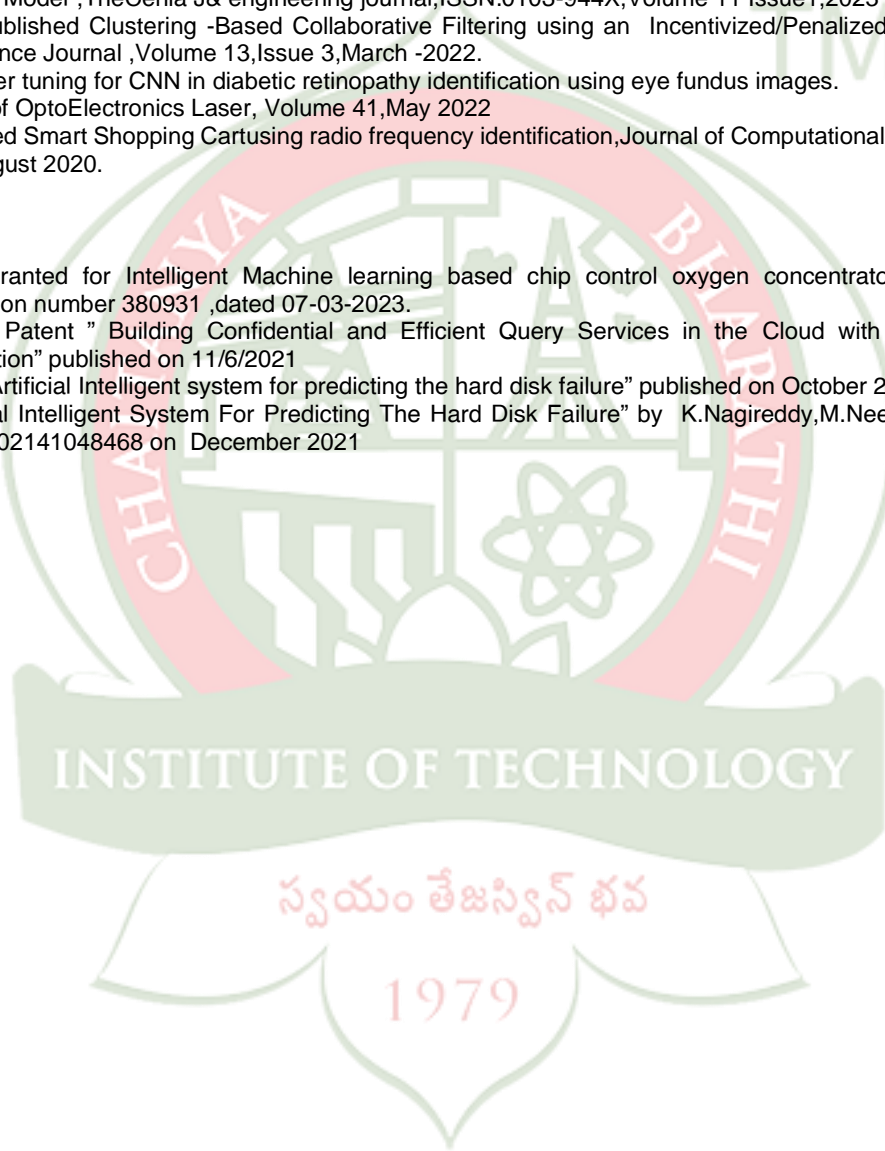 Model ,TheGenia J& engineering journal,ISSN:0103-944X,Volume 11 Issue1,2023
TM
ublished Clustering -Based Collaborative Filtering using an Incentivized/Penalized
nce Journal ,Volume 13,Issue 3,March -2022.
er tuning for CNN in diabetic retinopathy identification using eye fundus images.
of OptoElectronics Laser, Volume 41,May 2022
ed Smart Shopping Cartusing radio frequency identification,Journal of Computational
gust 2020.
ranted for Intelligent Machine learning based chip control oxygen concentrato
on number 380931 ,dated 07-03-2023.
Patent ” Building Confidential and Efficient Query Services in the Cloud with
tion” published on 11/6/2021
Artificial Intelligent system for predicting the hard disk failure” published on October 2
al Intelligent System For Predicting The Hard Disk Failure” by K.Nagireddy,M.Nee
02141048468 on December 2021
CHAITANYA BHARATHI
INSTITUTE OF TECHNOLOGY
స్వయం తేజస్విన్ భవ
1979